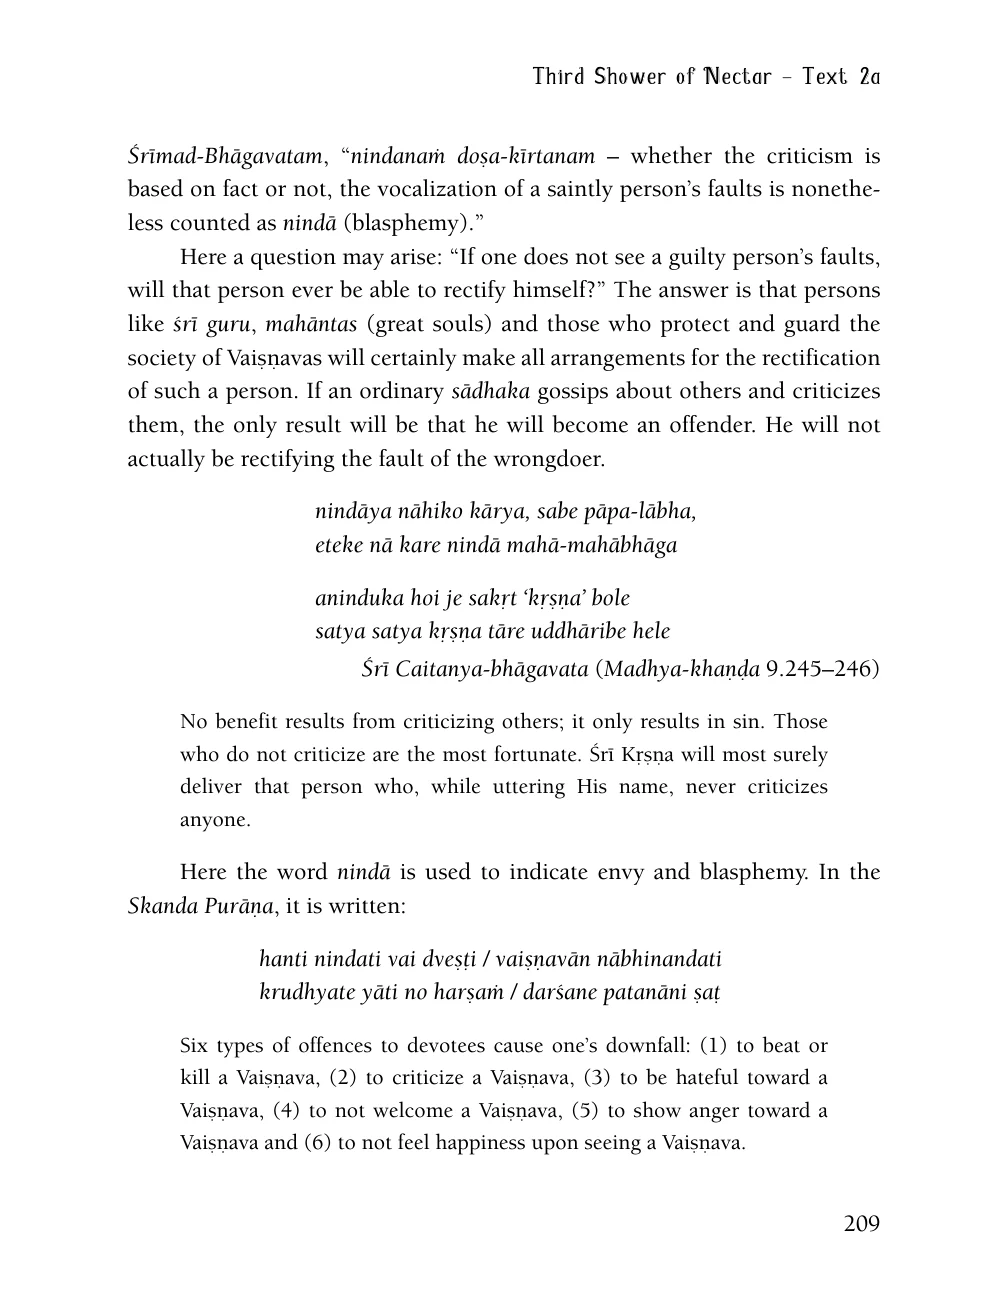 Third Shower of Nectar – Text 2a
Śrīmad-Bhāgavatam, “nindanaṁ doṣa-kīrtanam – whether the criticism is
based on fact or not, the vocalization of a saintly person’s faults is nonethe-
less counted as nindā (blasphemy).”
Here a question may arise: “If one does not see a guilty person’s faults,
will that person ever be able to rectify himself?” The answer is that persons
like śrī guru, mahāntas (great souls) and those who protect and guard the
society of Vaiṣṇavas will certainly make all arrangements for the rectification
of such a person. If an ordinary sādhaka gossips about others and criticizes
them, the only result will be that he will become an offender. He will not
actually be rectifying the fault of the wrongdoer.
nindāya nāhiko kārya, sabe pāpa-lābha,
eteke nā kare nindā mahā-mahābhāga
aninduka hoi je sakṛt ‘kṛṣṇa’ bole
satya satya kṛṣṇa tāre uddhāribe hele
Śrī Caitanya-bhāgavata (Madhya-khaṇḍa 9.245–246)
No benefit results from criticizing others; it only results in sin. Those
who do not criticize are the most fortunate. Śrī Kṛṣṇa will most surely
deliver that person who, while uttering His name, never criticizes
anyone.
Here the word nindā is used to indicate envy and blasphemy. In the
Skanda Purāṇa, it is written:
hanti nindati vai dveṣṭi / vaiṣṇavān nābhinandati
krudhyate yāti no harṣaṁ / darśane patanāni ṣaṭ
Six types of offences to devotees cause one’s downfall: (1) to beat or
kill a Vaiṣṇava, (2) to criticize a Vaiṣṇava, (3) to be hateful toward a
Vaiṣṇava, (4) to not welcome a Vaiṣṇava, (5) to show anger toward a
Vaiṣṇava and (6) to not feel happiness upon seeing a Vaiṣṇava.
209